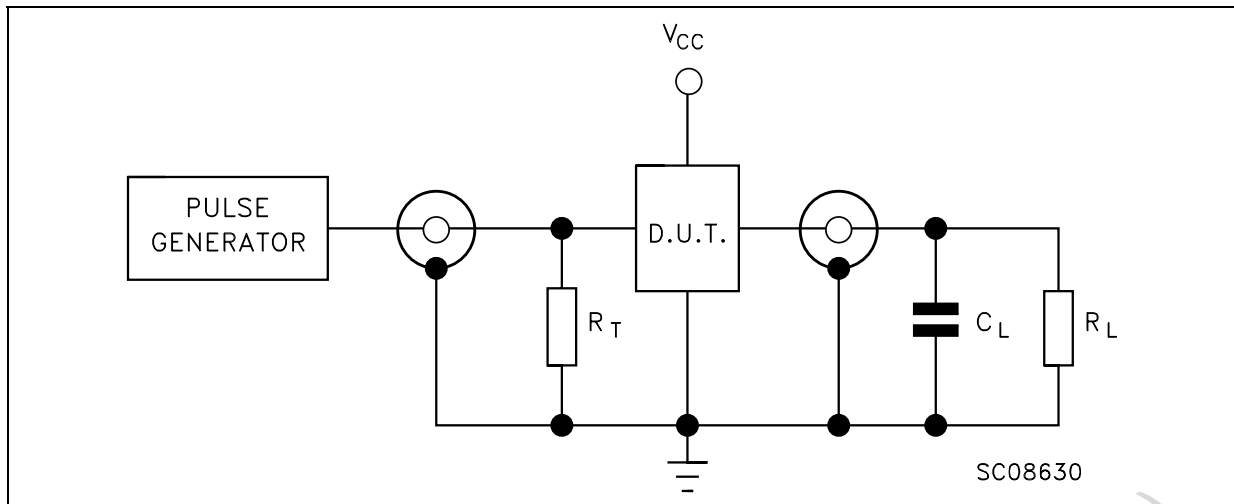 VCC
PULSE
GENERATOR
D.U.T.
RT
CL
RL
SC08630